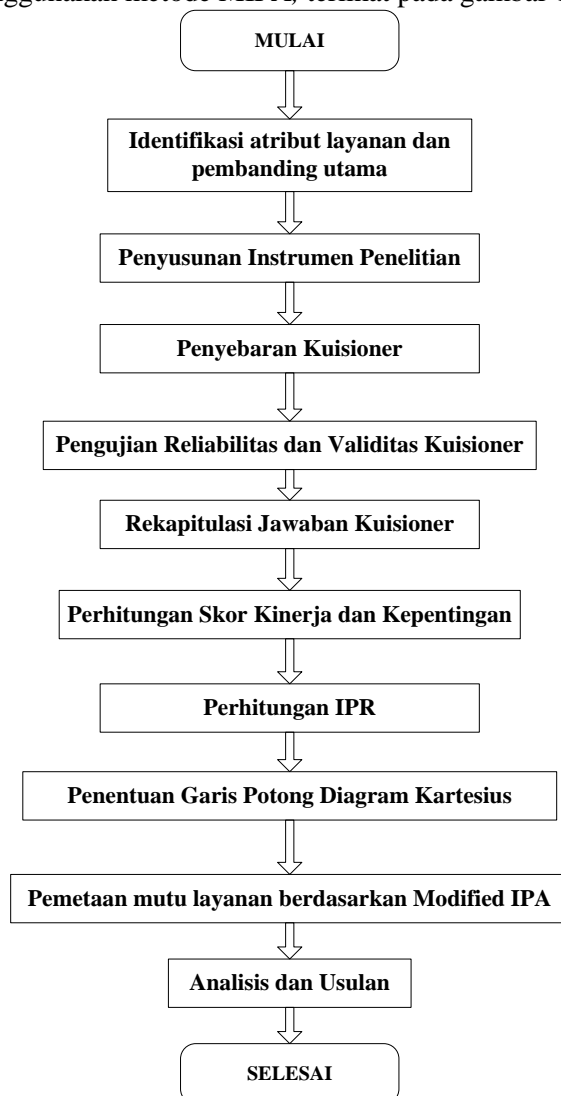 menggunakan metode MIPA, terlihat pada gambar
MULAI
Identifikasi atribut layanan dan
pembanding utama
Penyusunan Instrumen Penelitian
Penyebaran Kuisioner
Pengujian Reliabilitas dan Validitas Kuisioner
Rekapitulasi Jawaban Kuisioner
Perhitungan Skor Kinerja dan Kepentingan
Perhitungan IPR
Penentuan Garis Potong Diagram Kartesius
Pemetaan mutu layanan berdasarkan Modified IPA
Analisis dan Usulan
SELESAI